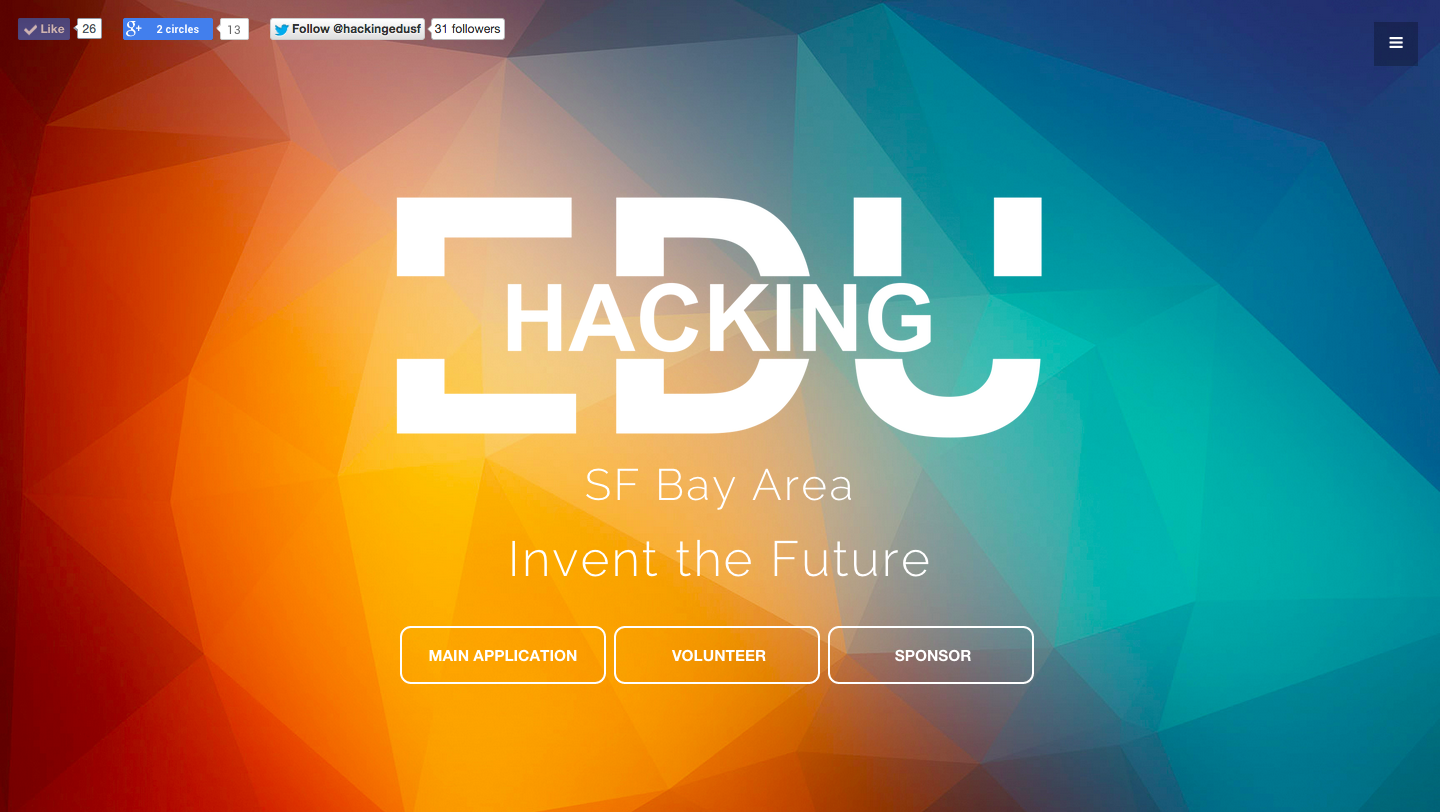 Like 26 g+ 2 circles 13 Follow @hackingedusf 31 followers
EDU
HACKING
SF Bay Area
Invent the Future
MAIN APPLICATION VOLUNTEER SPONSOR